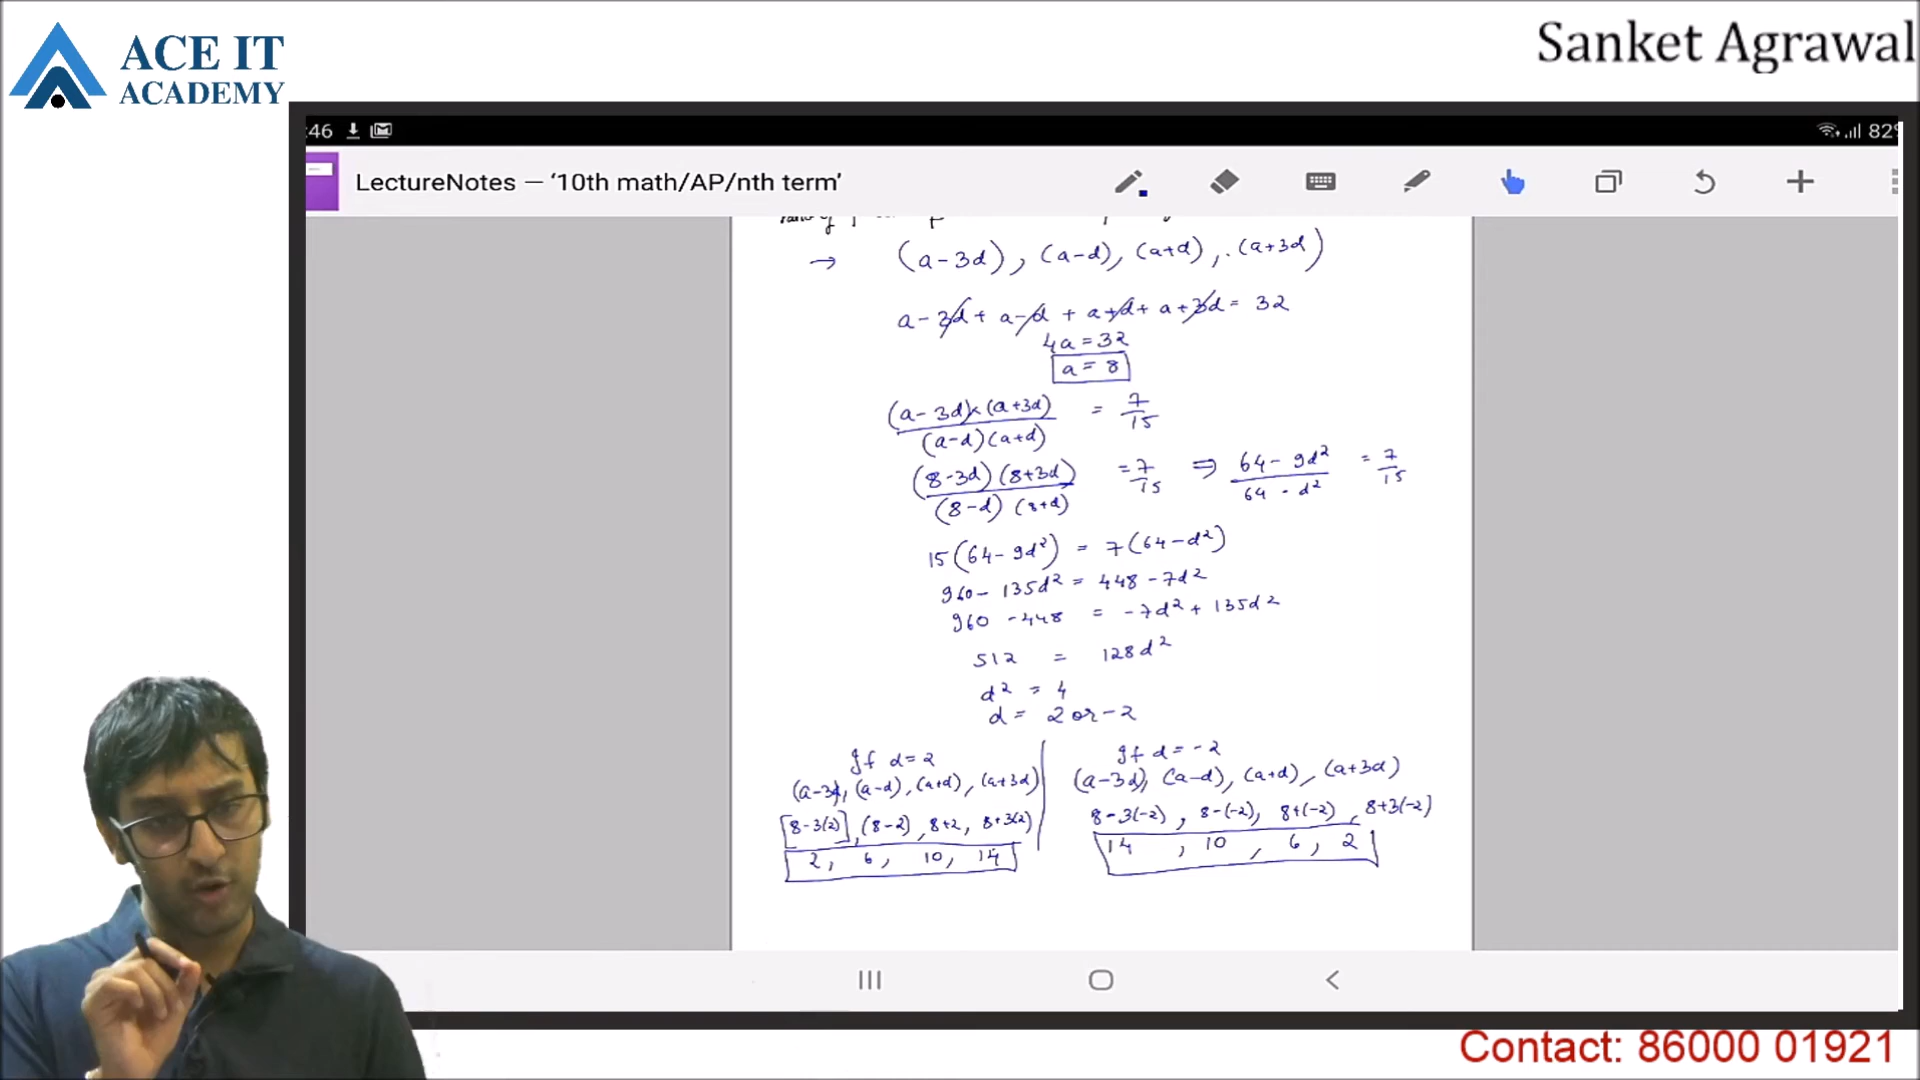 ACE IT
ACADEMY
Sanket Agrawal
:46
82%
LectureNotes — ‘10th math/AP/nth term’
→ (a-3d), (a-d), (a+d), (a+3d)
a-3d + a-d + a+d + a+3d = 32
4a = 32
a = 8
(a-3d)×(a+3d) / (a-d)(a+d) = 7/15
(8-3d)(8+3d) / (8-d)(8+d) = 7/15 ⇒ 64-9d² / 64-d² = 7/15
15(64-9d²) = 7(64-d²)
960-135d² = 448-7d²
960-448 = -7d²+135d²
512 = 128d²
d² = 4
d = 2 or -2
If d=2
(a-3d), (a-d), (a+d), (a+3d)
[8-3(2)], (8-2), 8+2, 8+3(2)
2, 6, 10, 14
If d=-2
(a-3d), (a-d), (a+d), (a+3d)
8-3(-2), 8-(-2), 8+(-2), 8+3(-2)
14, 10, 6, 2
Contact: 86000 01921